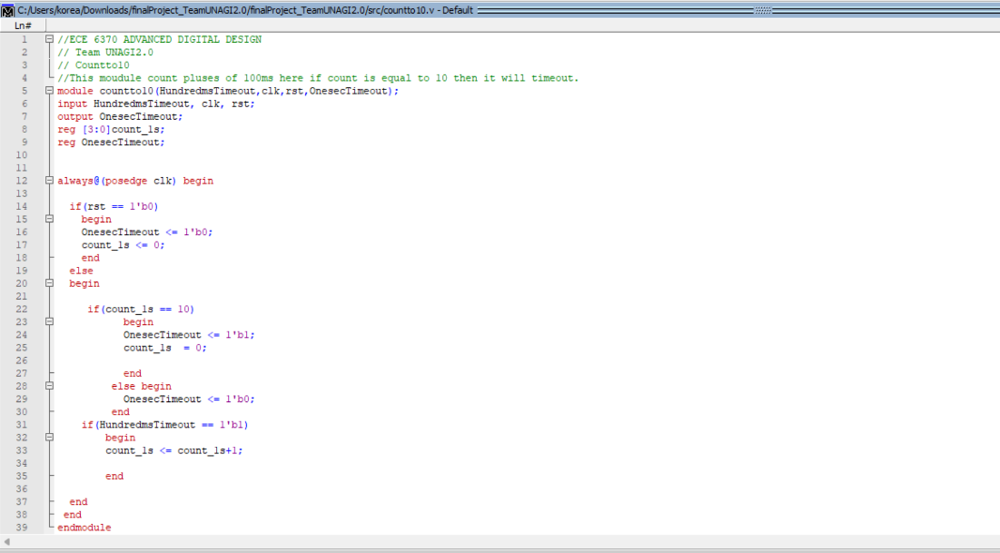 C:/Users/korea/Downloads/finalProject_TeamUNAGI2.0/finalProject_TeamUNAGI2.0/src/countto10.v - Default
Ln#
1 //ECE 6370 ADVANCED DIGITAL DESIGN
2 // Team UNAGI2.0
3 // Countto10
4 //This moudule count pluses of 100ms here if count is equal to 10 then it will timeout.
5 module countto10(HundredmsTimeout,clk,rst,OnesecTimeout);
6 input HundredmsTimeout, clk, rst;
7 output OnesecTimeout;
8 reg [3:0]count_1s;
9 reg OnesecTimeout;
10
11
12 always@(posedge clk) begin
13
14 if(rst == 1'b0)
15 begin
16 OnesecTimeout <= 1'b0;
17 count_1s <= 0;
18 end
19 else
20 begin
21
22 if(count_1s == 10)
23 begin
24 OnesecTimeout <= 1'b1;
25 count_1s = 0;
26
27 end
28 else begin
29 OnesecTimeout <= 1'b0;
30 end
31 if(HundredmsTimeout == 1'b1)
32 begin
33 count_1s <= count_1s+1;
34
35 end
36
37 end
38 end
39 endmodule